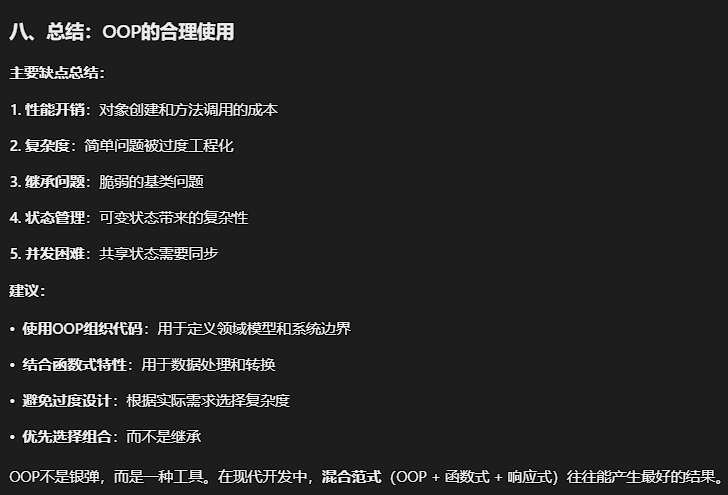 八、总结：OOP的合理使用
主要缺点总结：
1. 性能开销：对象创建和方法调用的成本
2. 复杂度：简单问题被过度工程化
3. 继承问题：脆弱的基类问题
4. 状态管理：可变状态带来的复杂性
5. 并发困难：共享状态需要同步
建议：
• 使用OOP组织代码：用于定义领域模型和系统边界
• 结合函数式特性：用于数据处理和转换
• 避免过度设计：根据实际需求选择复杂度
• 优先选择组合：而不是继承
OOP不是银弹，而是一种工具。在现代开发中，混合范式（OOP + 函数式 + 响应式）往往能产生最好的结果。